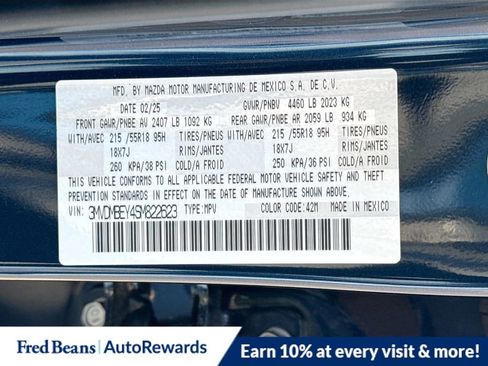 MFD. BY MAZDA MOTOR MANUFACTURING DE MEXICO S.A. DE C.V.
DATE 02/25 GVWR/PNBV 4460 LB 2023 KG
FRONT GAWR/PNBE AV 2407 LB 1092 KG REAR GAWR/PNBE AR 2059 LB 934 KG
WITH/AVEC 215 /55R18 95H TIRES/PNEUS WITH/AVEC 215 /55R18 95H TIRES/PNEUS
18X7J RIMS/JANTES 18X7J RIMS/JANTES
260 KPA/38 PSI COLD/A FROID 250 KPA/36 PSI COLD/A FROID
THIS VEHICLE CONFORMS TO ALL APPLICABLE FEDERAL MOTOR VEHICLE SAFETY AND THEFT
PREVENTION STANDARDS IN EFFECT ON THE DATE OF MANUFACTURE SHOWN ABOVE.
VIN: 3MVDMBEY4SM822623 TYPE: MPV COLOR CODE: 42M MADE IN MEXICO
Fred Beans | AutoRewards Earn 10% at every visit & more!